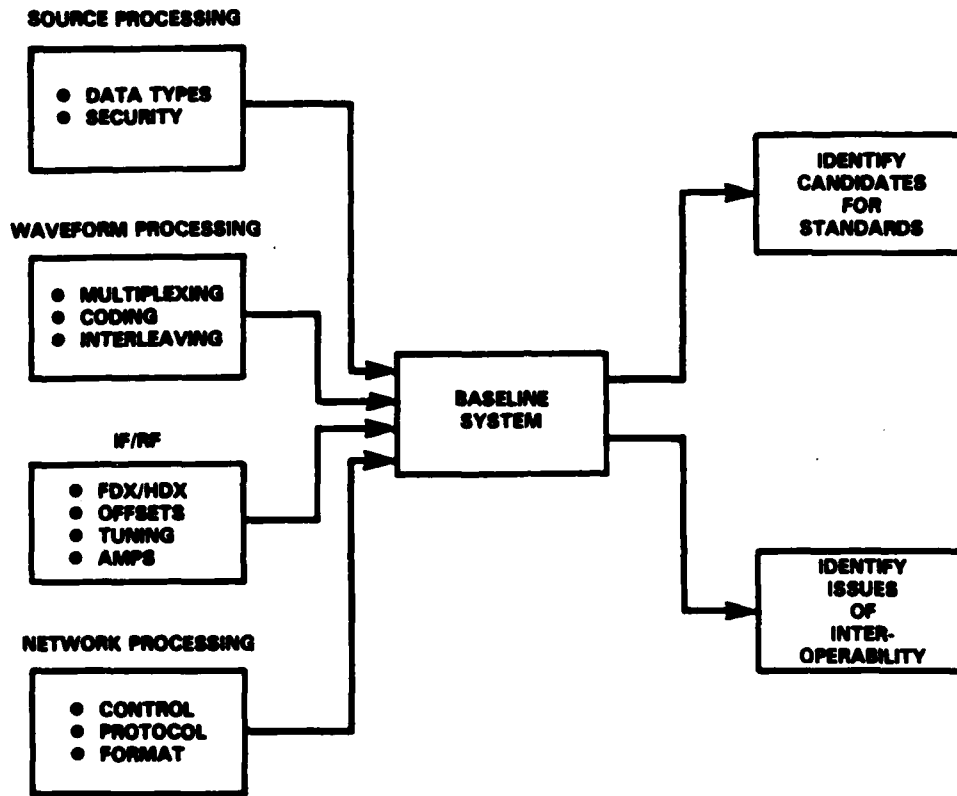 SOURCE PROCESSING
● DATA TYPES
● SECURITY
WAVEFORM PROCESSING
● MULTIPLEXING
● CODING
● INTERLEAVING
IF/RF
● FDX/HDX
● OFFSETS
● TUNING
● AMPS
NETWORK PROCESSING
● CONTROL
● PROTOCOL
● FORMAT
BASELINE
SYSTEM
IDENTIFY
CANDIDATES
FOR
STANDARDS
IDENTIFY
ISSUES
OF
INTER-
OPERABILITY